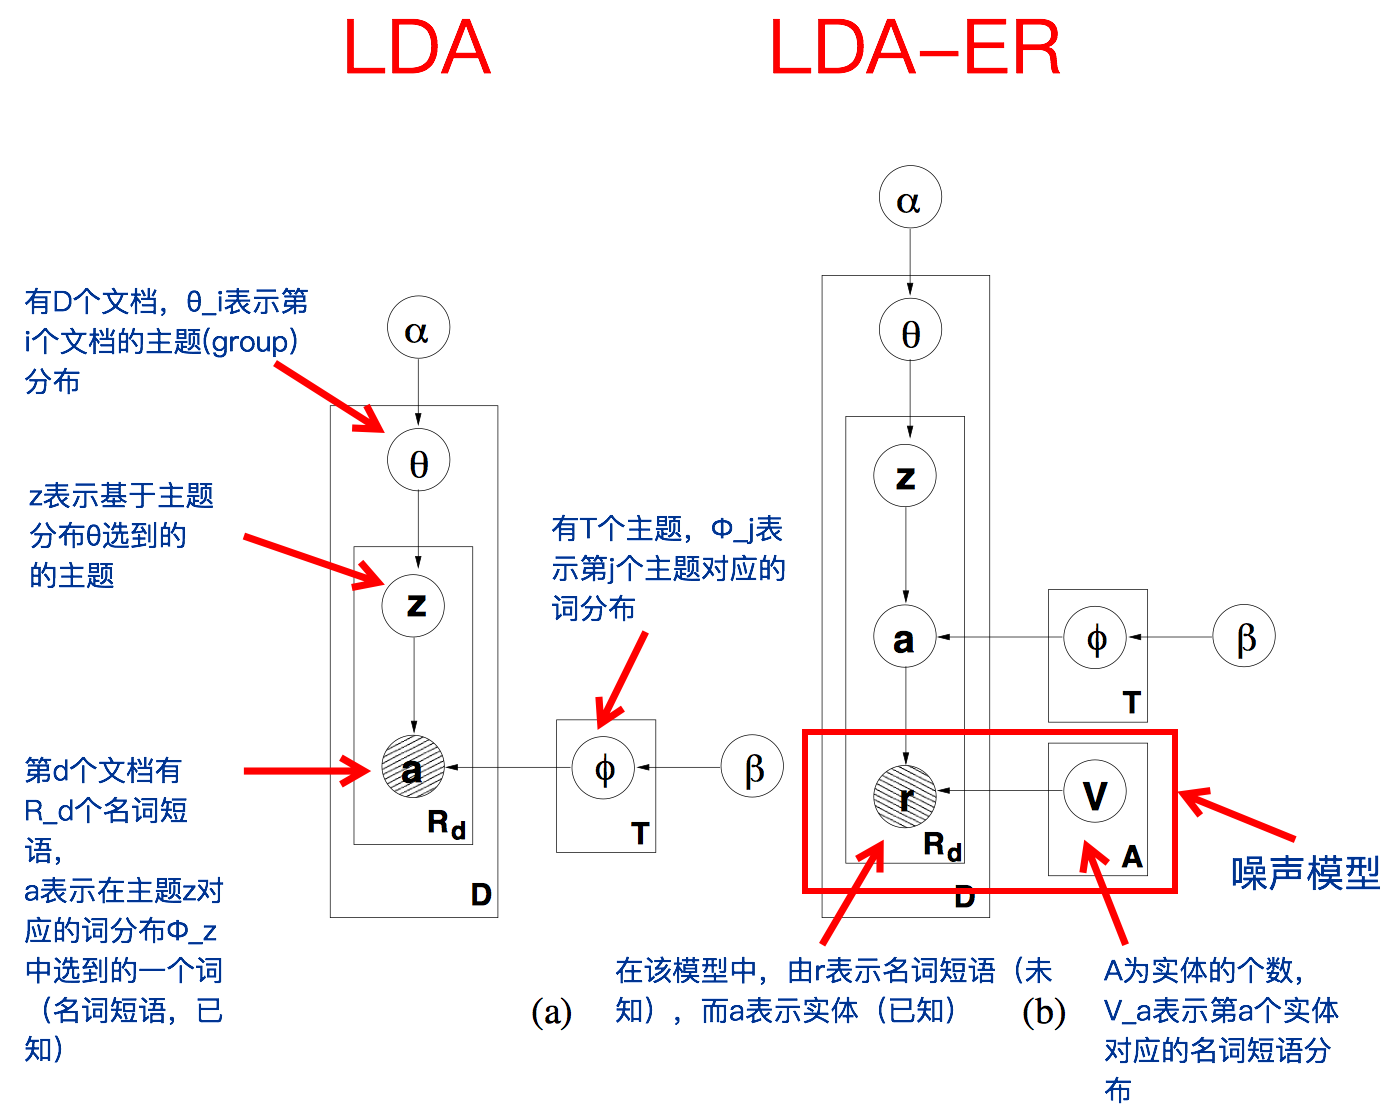 LDA
LDA-ER
有D个文档，θ_i表示第
i个文档的主题(group)
分布
z表示基于主题
分布θ选到的
的主题
第d个文档有
R_d个名词短
语，
a表示在主题z对
应的词分布Φ_z
中选到的一个词
（名词短语，已
知）
α
θ
z
a
R_d
D
有T个主题，Φ_j表
示第j个主题对应的
词分布
ϕ
T
β
(a)
α
θ
z
a
r
R_d
D
ϕ
T
β
V
A
噪声模型
在该模型中，由r表示名词短语（未
知），而a表示实体（已知）
(b)
A为实体的个数，
V_a表示第a个实体
对应的名词短语分
布